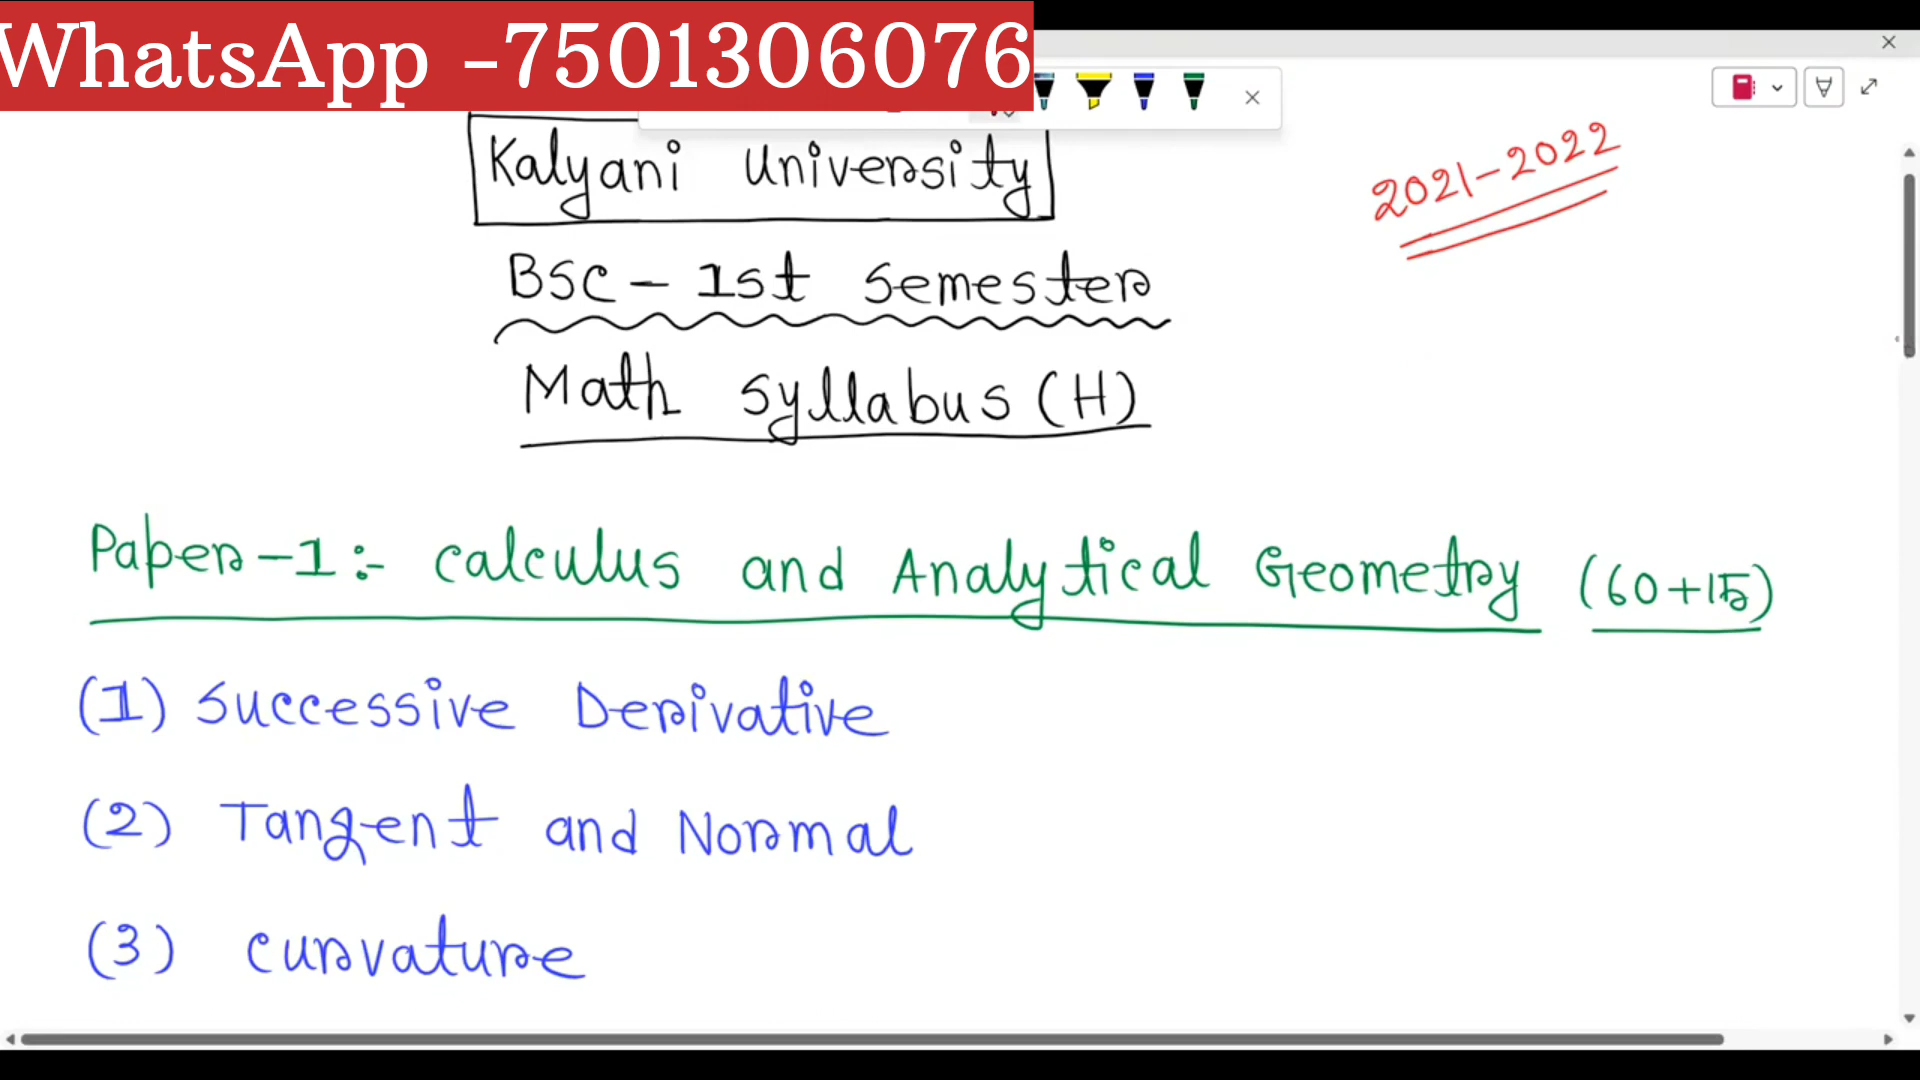 WhatsApp -7501306076
Kalyani University
2021-2022
BSC - 1st Semester
Math Syllabus (H)
Paper-1:- Calculus and Analytical Geometry (60+15)
(1) Successive Derivative
(2) Tangent and Normal
(3) Curvature